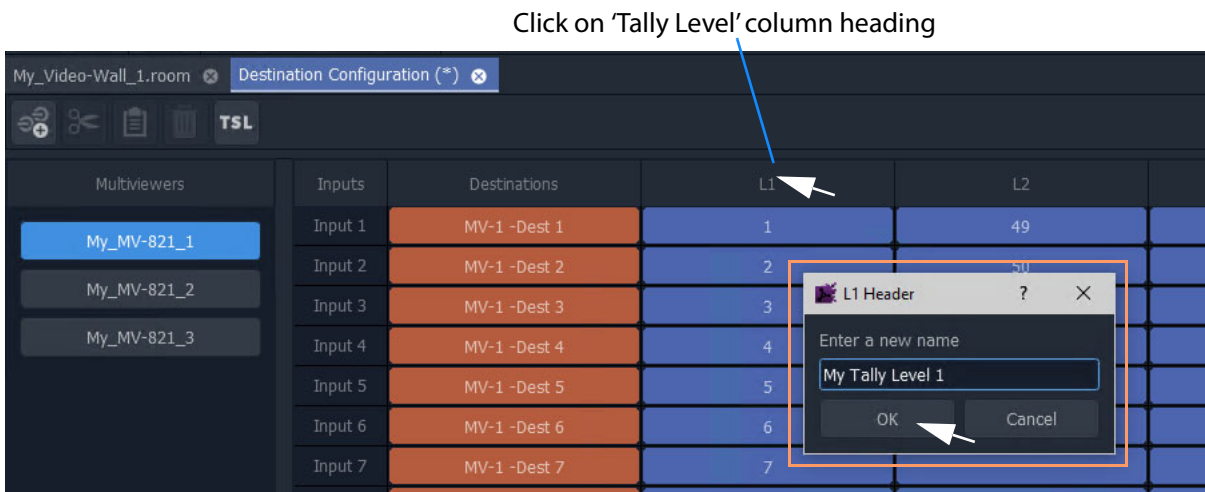 Click on ‘Tally Level’ column heading
My_Video-Wall_1.room Destination Configuration (*)
TSL
Multiviewers Inputs Destinations L1 L2
My_MV-821_1
My_MV-821_2
My_MV-821_3
Input 1 MV-1 -Dest 1 1 49
Input 2 MV-1 -Dest 2 2 50
Input 3 MV-1 -Dest 3 3
Input 4 MV-1 -Dest 4 4
Input 5 MV-1 -Dest 5 5
Input 6 MV-1 -Dest 6 6
Input 7 MV-1 -Dest 7 7
L1 Header ? ×
Enter a new name
My Tally Level 1
OK Cancel